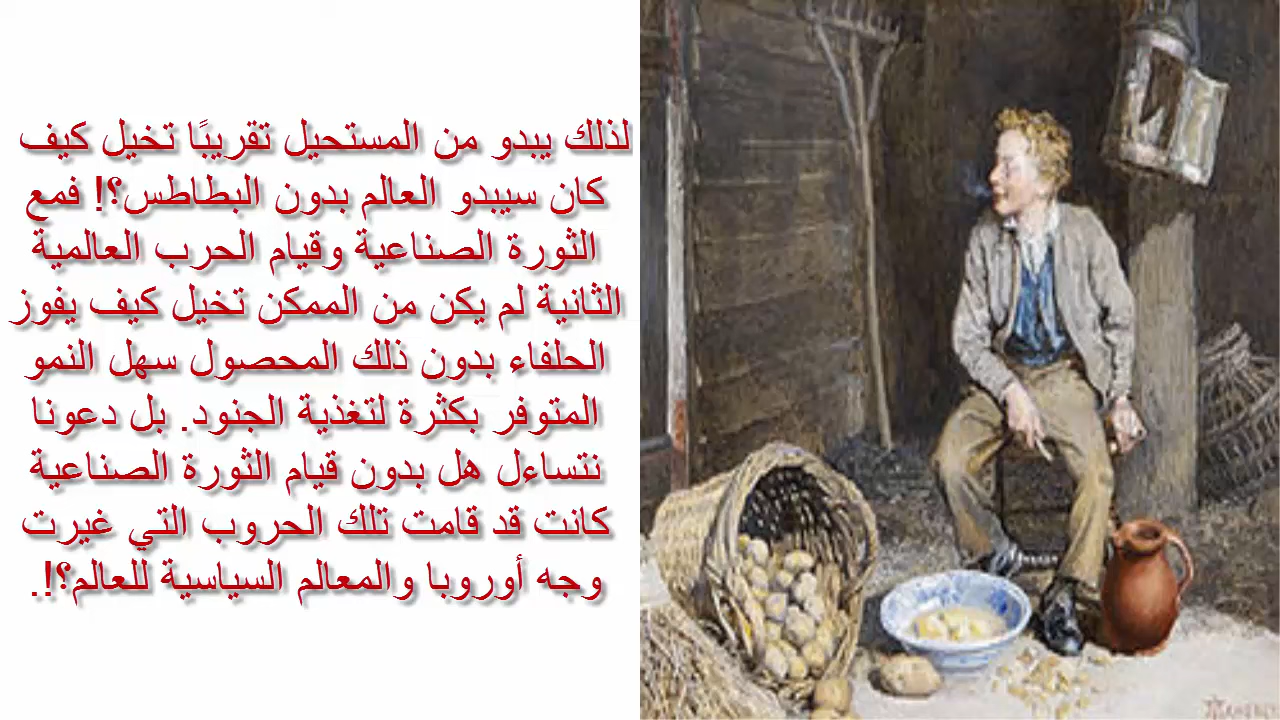 لذلك يبدو من المستحيل تقريبًا تخيل كيف
كان سيبدو العالم بدون البطاطس؟! فمع
الثورة الصناعية وقيام الحرب العالمية
الثانية لم يكن من الممكن تخيل كيف يفوز
الحلفاء بدون ذلك المحصول سهل النمو
المتوفر بكثرة لتغذية الجنود. بل دعونا
نتساءل هل بدون قيام الثورة الصناعية
كانت قد قامت تلك الحروب التي غيرت
وجه أوروبا والمعالم السياسية للعالم؟!.